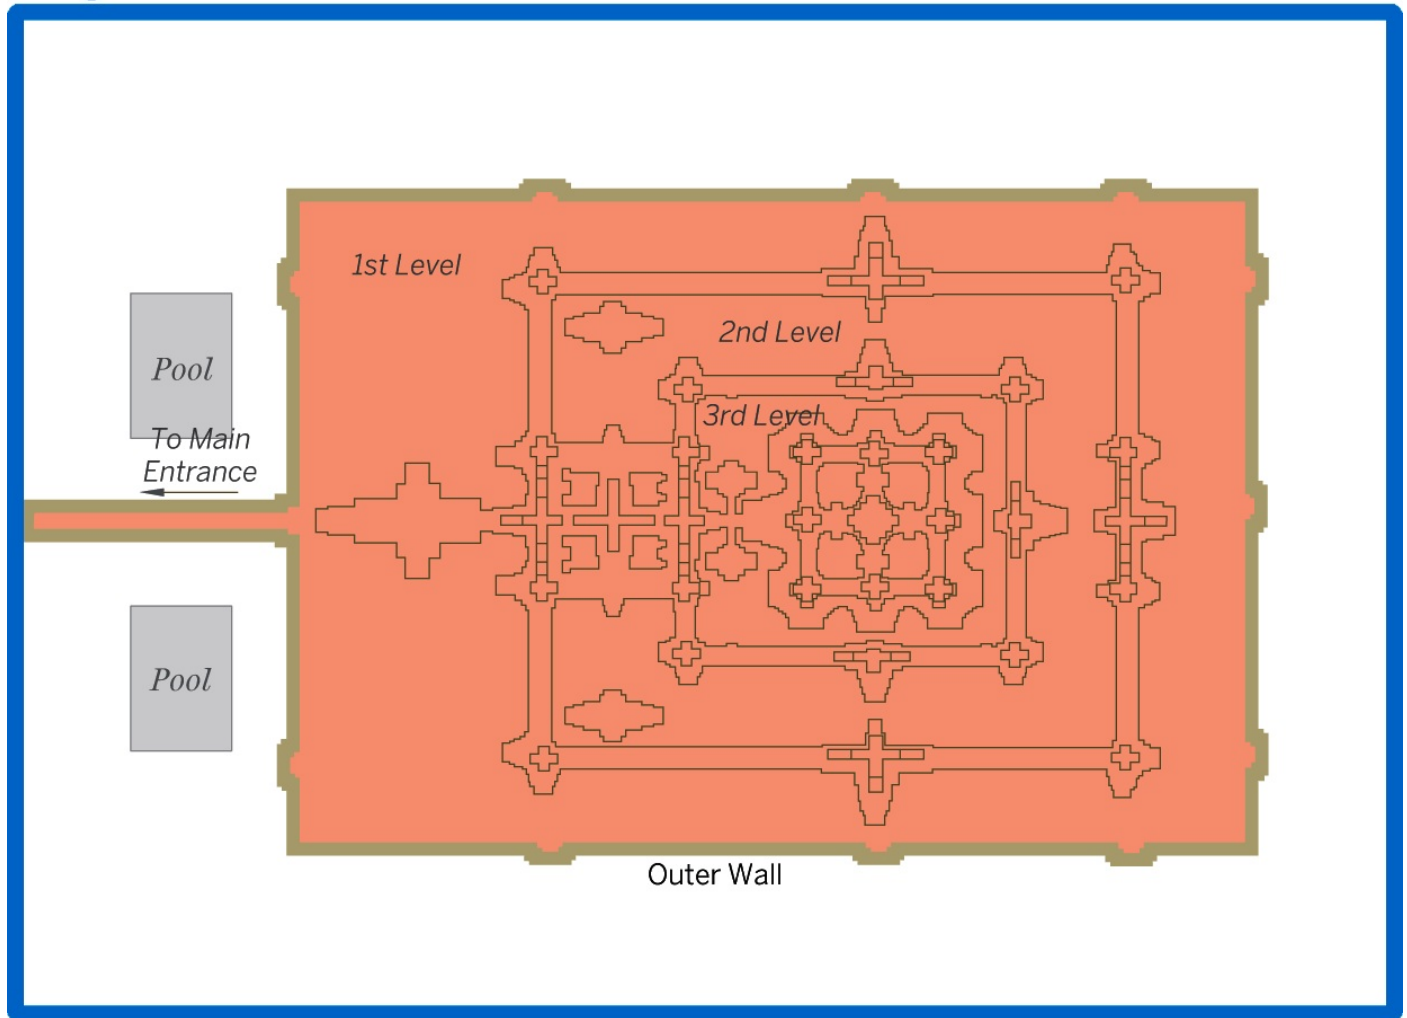 1st Level
2nd Level
Pool
3rd Level
To Main
Entrance
Pool
Outer Wall